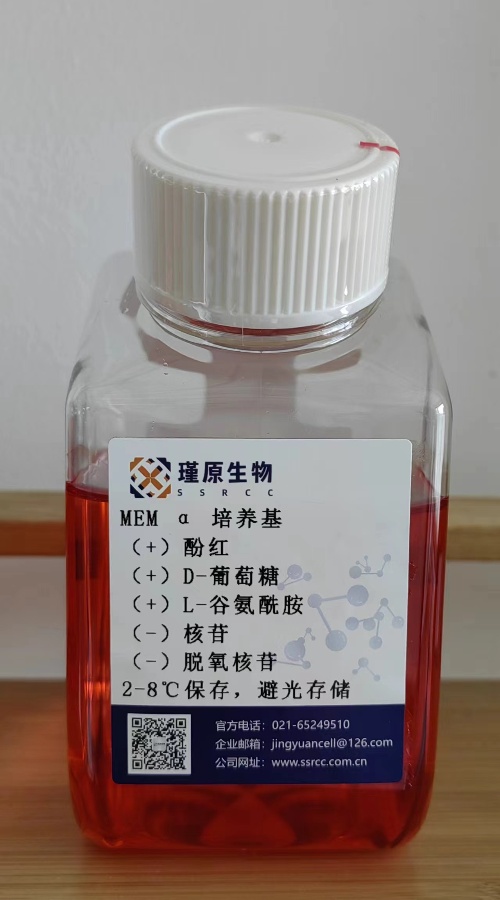 瑾原生物
SSRCC
MEM α 培养基
（+）酚红
（+）D-葡萄糖
（+）L-谷氨酰胺
（-）核苷
（-）脱氧核苷
2-8℃保存，避光存储
官方电话：021-65249510
企业邮箱：jingyuancell@126.com
公司网址：www.ssrcc.com.cn